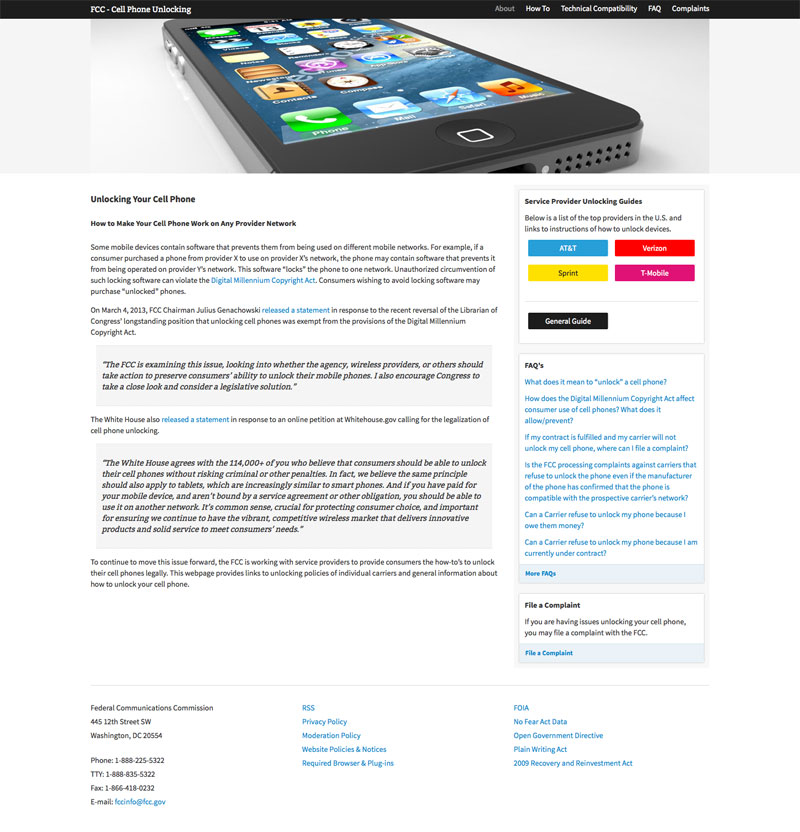 FCC - Cell Phone Unlocking
About How To Technical Compatibility FAQ Complaints
Videos
Notes
Reminders
Newsstand
iTunes
Contacts
Compass
Phone
Mail
Safari
Music
Unlocking Your Cell Phone
How to Make Your Cell Phone Work on Any Provider Network
Some mobile devices contain software that prevents them from being used on different mobile networks. For example, if a
consumer purchased a phone from provider X to use on provider X's network, the phone may contain software that prevents it
from being operated on provider Y's network. This software "locks" the phone to one network. Unauthorized circumvention of
such locking software can violate the Digital Millennium Copyright Act. Consumers wishing to avoid locking software may
purchase "unlocked" phones.
On March 4, 2013, FCC Chairman Julius Genachowski released a statement in response to the recent reversal of the Librarian of
Congress' longstanding position that unlocking cell phones was exempt from the provisions of the Digital Millennium
Copyright Act.
"The FCC is examining this issue, looking into whether the agency, wireless providers, or others should
take action to preserve consumers' ability to unlock their mobile phones. I also encourage Congress to
take a close look and consider a legislative solution."
The White House also released a statement in response to an online petition at Whitehouse.gov calling for the legalization of
cell phone unlocking.
"The White House agrees with the 114,000+ of you who believe that consumers should be able to unlock
their cell phones without risking criminal or other penalties. In fact, we believe the same principle
should also apply to tablets, which are increasingly similar to smart phones. And if you have paid for
your mobile device, and aren't bound by a service agreement or other obligation, you should be able to
use it on another network. It's common sense, crucial for protecting consumer choice, and important
for ensuring we continue to have the vibrant, competitive wireless market that delivers innovative
products and solid service to meet consumers' needs."
To continue to move this issue forward, the FCC is working with service providers to provide consumers the how-to's to unlock
their cell phones legally. This webpage provides links to unlocking policies of individual carriers and general information about
how to unlock your cell phone.
Service Provider Unlocking Guides
Below is a list of the top providers in the U.S. and
links to instructions of how to unlock devices.
AT&T Verizon
Sprint T-Mobile
General Guide
FAQ's
What does it mean to "unlock" a cell phone?
How does the Digital Millennium Copyright Act affect
consumer use of cell phones? What does it
allow/prevent?
If my contract is fulfilled and my carrier will not
unlock my cell phone, where can I file a complaint?
Is the FCC processing complaints against carriers that
refuse to unlock the phone even if the manufacturer
of the phone has confirmed that the phone is
compatible with the prospective carrier's network?
Can a Carrier refuse to unlock my phone because I
owe them money?
Can a Carrier refuse to unlock my phone because I am
currently under contract?
More FAQs
File a Complaint
If you are having issues unlocking your cell phone,
you may file a complaint with the FCC.
File a Complaint
Federal Communications Commission
445 12th Street SW
Washington, DC 20554
Phone: 1-888-225-5322
TTY: 1-888-835-5322
Fax: 1-866-418-0232
E-mail: fccinfo@fcc.gov
RSS
Privacy Policy
Moderation Policy
Website Policies & Notices
Required Browser & Plug-ins
FOIA
No Fear Act Data
Open Government Directive
Plain Writing Act
2009 Recovery and Reinvestment Act